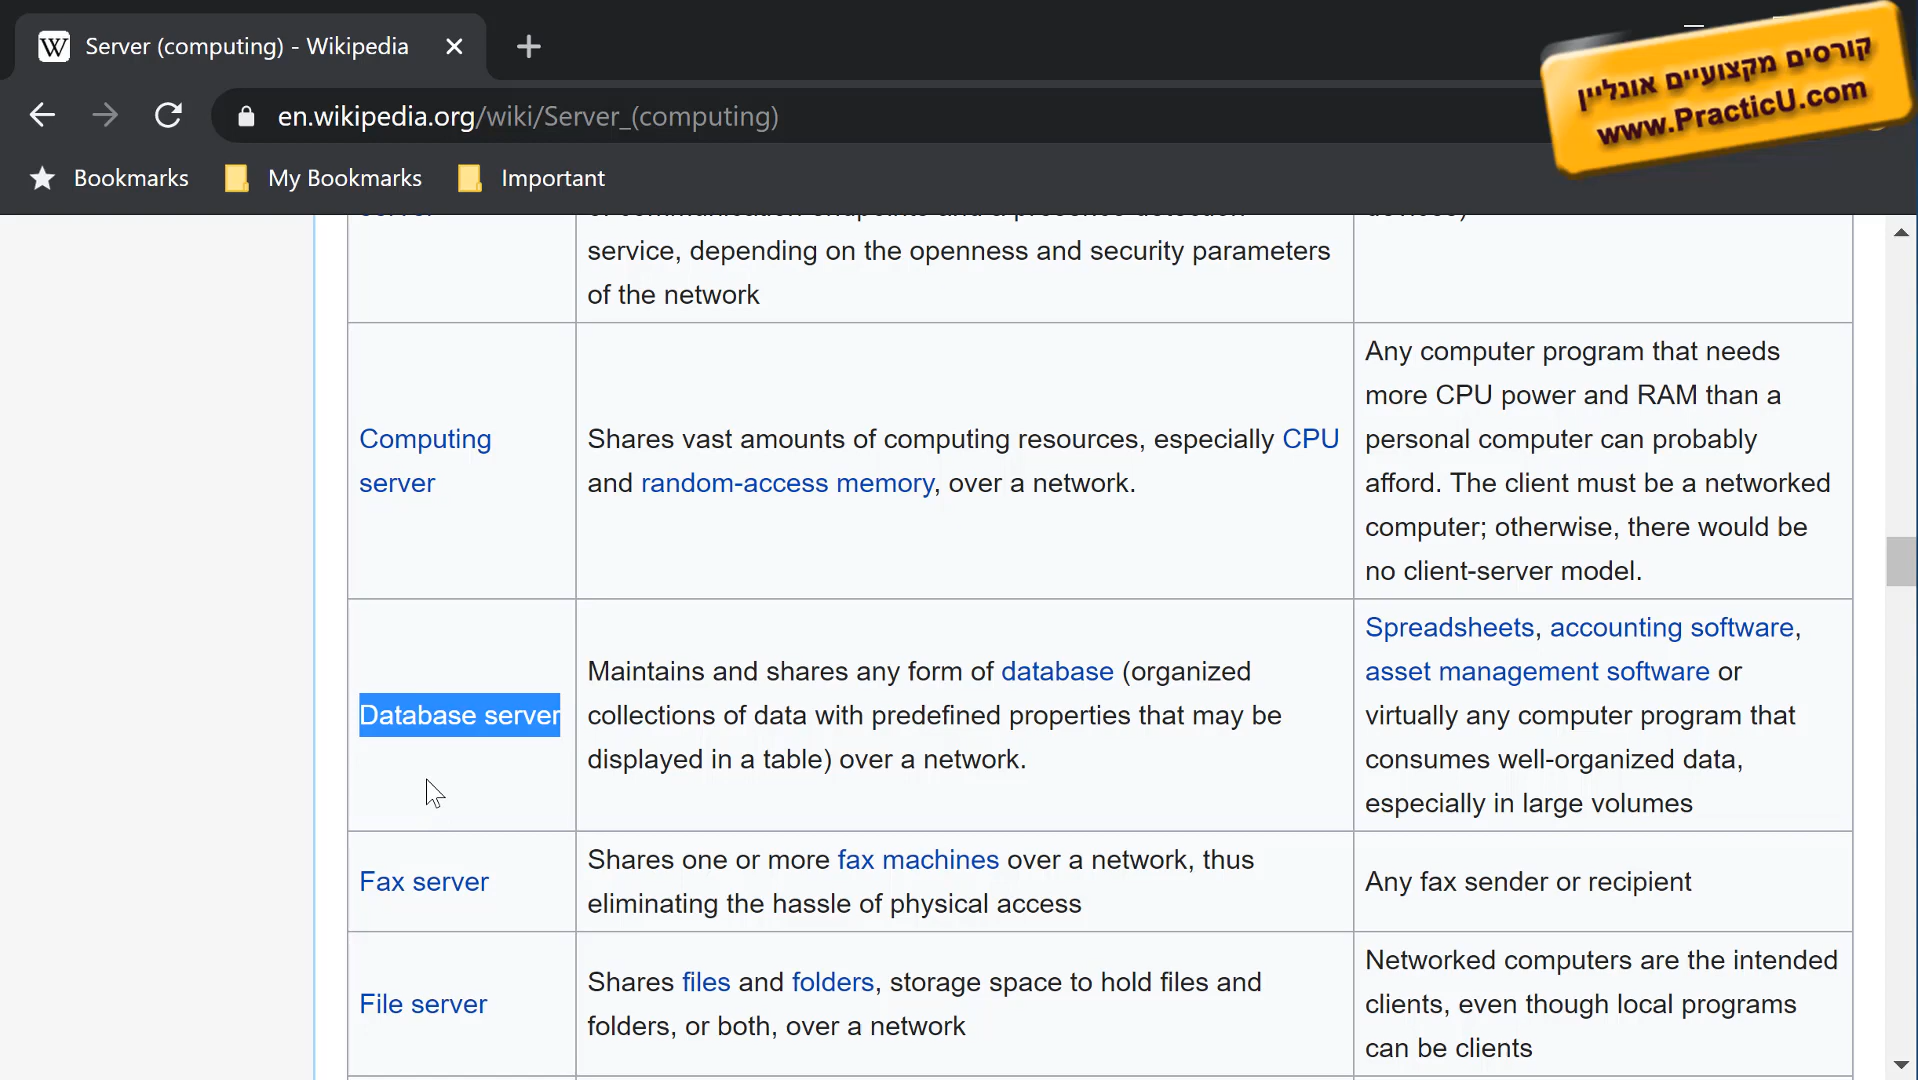 Server (computing) - Wikipedia
קורסים מקצועיים אונליין
www.PracticU.com
en.wikipedia.org/wiki/Server_(computing)
Bookmarks
My Bookmarks
Important
service, depending on the openness and security parameters
of the network
Computing
server
Shares vast amounts of computing resources, especially CPU
and random-access memory, over a network.
Any computer program that needs
more CPU power and RAM than a
personal computer can probably
afford. The client must be a networked
computer; otherwise, there would be
no client-server model.
Database server
Maintains and shares any form of database (organized
collections of data with predefined properties that may be
displayed in a table) over a network.
Spreadsheets, accounting software,
asset management software or
virtually any computer program that
consumes well-organized data,
especially in large volumes
Fax server
Shares one or more fax machines over a network, thus
eliminating the hassle of physical access
Any fax sender or recipient
File server
Shares files and folders, storage space to hold files and
folders, or both, over a network
Networked computers are the intended
clients, even though local programs
can be clients